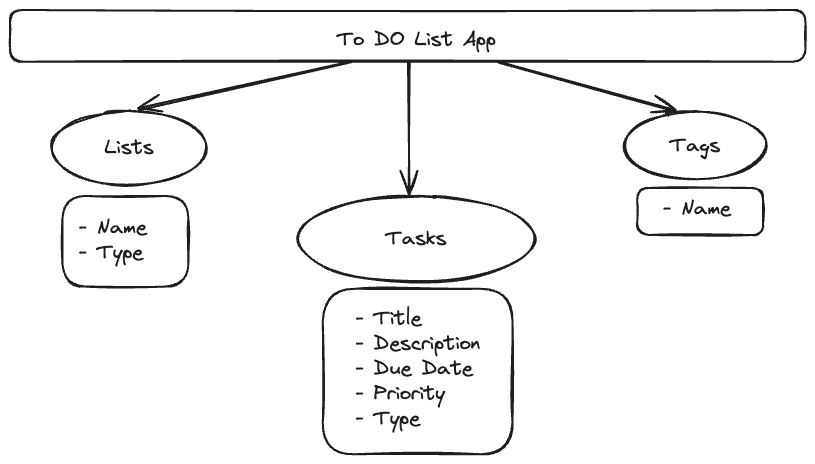 To DO List App
Lists
- Name
- Type
Tasks
- Title
- Description
- Due Date
- Priority
- Type
Tags
- Name